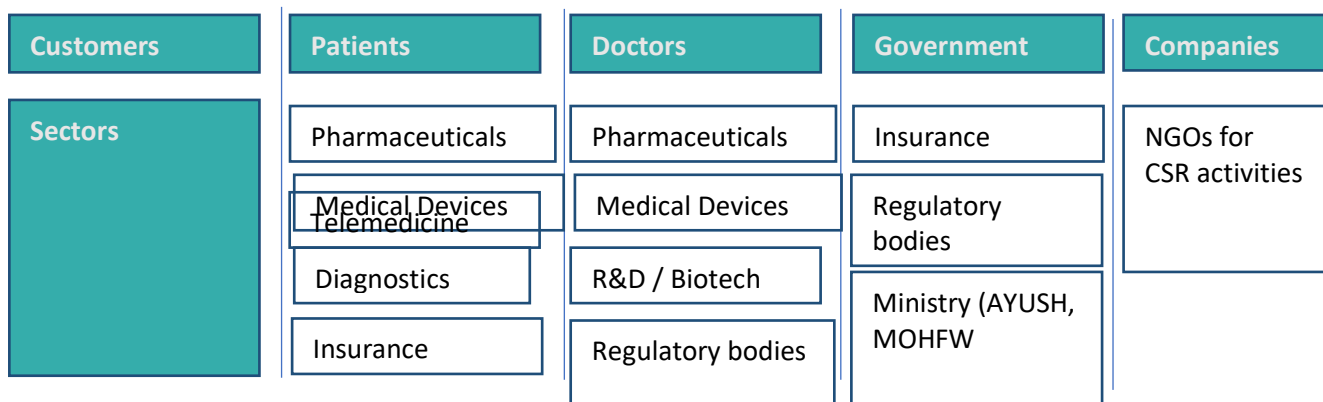 Customers
Patients
Doctors
Government
Companies
Sectors
Pharmaceuticals
Medical Devices
Telemedicine
Diagnostics
Insurance
Pharmaceuticals
Medical Devices
R&D / Biotech
Regulatory bodies
Insurance
Regulatory
bodies
Ministry (AYUSH,
MOHFW
NGOs for
CSR activities